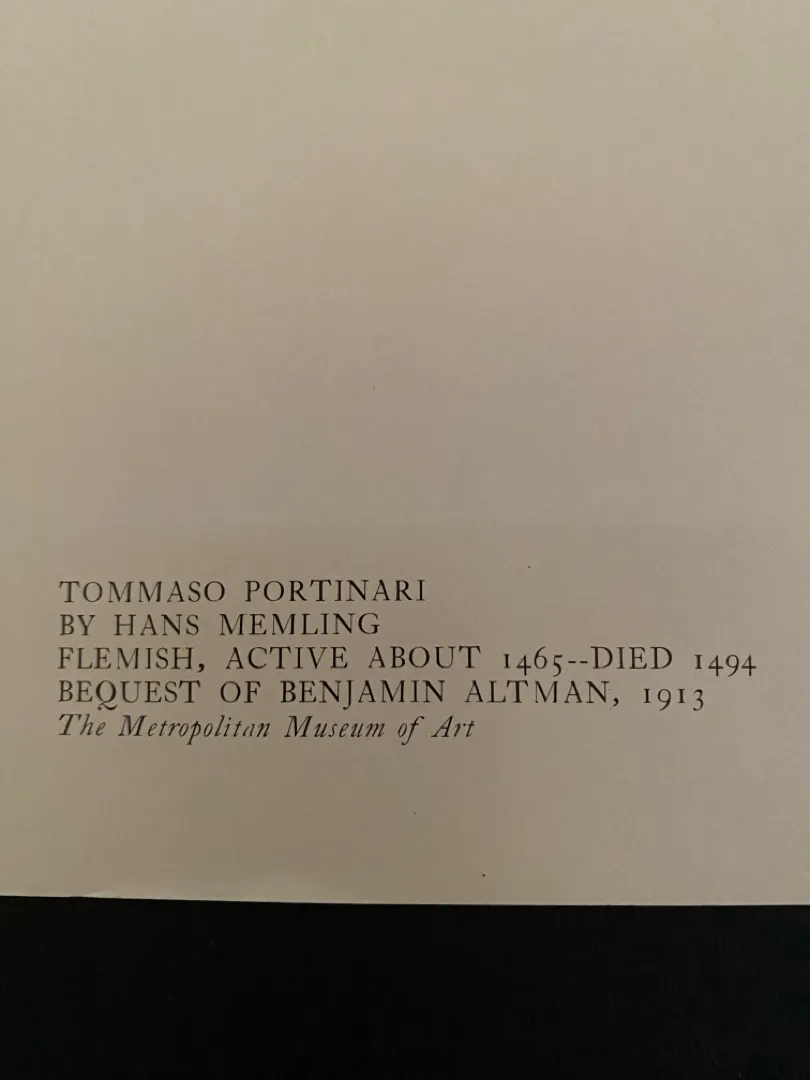 TOMMASO PORTINARI
BY HANS MEMLING
FLEMISH, ACTIVE ABOUT 1465--DIED 1494
BEQUEST OF BENJAMIN ALTMAN, 1913
The Metropolitan Museum of Art